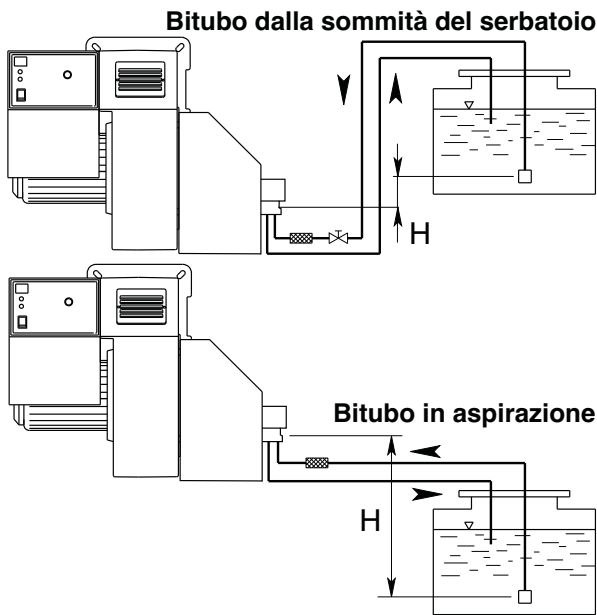 Bitubo dalla sommità del serbatoio
H
Bitubo in aspirazione
H